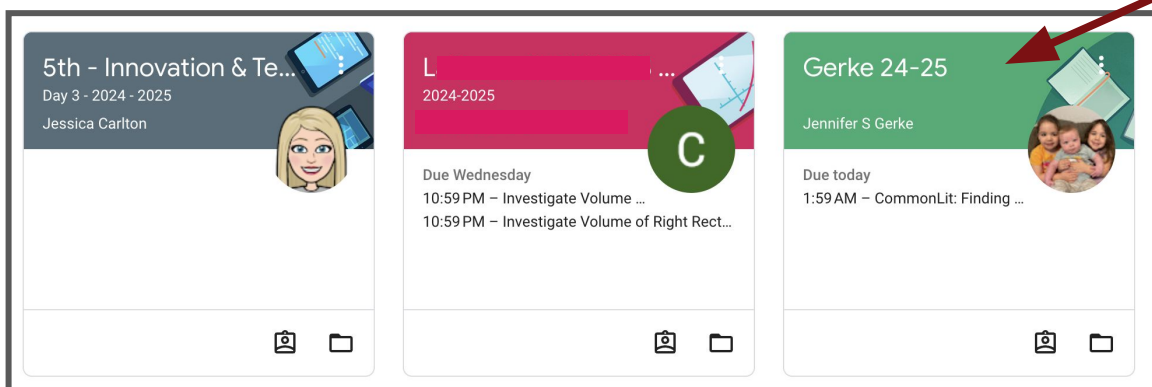 5th - Innovation & Te...
Day 3 - 2024 - 2025
Jessica Carlton
L ...
2024-2025
C
Due Wednesday
10:59 PM – Investigate Volume ...
10:59 PM – Investigate Volume of Right Rect...
Gerke 24-25
Jennifer S Gerke
Due today
1:59 AM – CommonLit: Finding ...